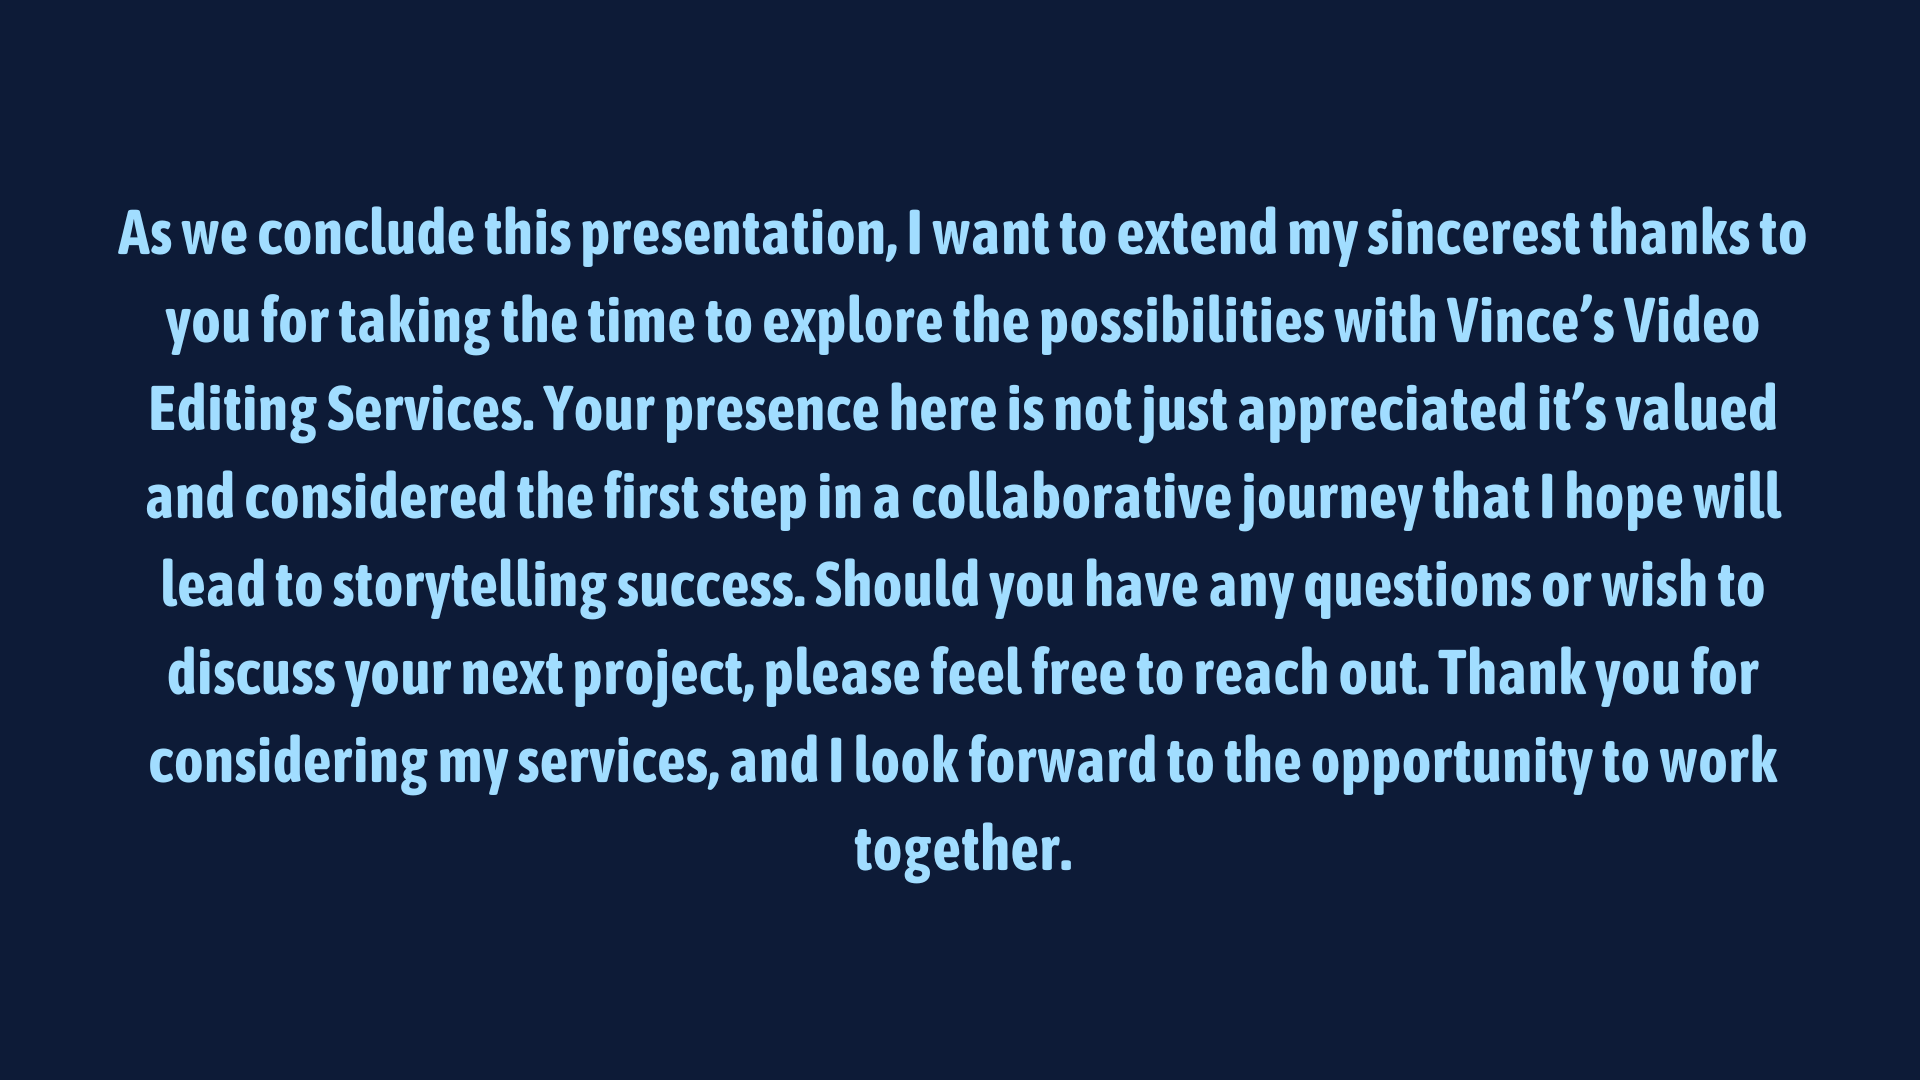 As we conclude this presentation, I want to extend my sincerest thanks to
you for taking the time to explore the possibilities with Vince’s Video
Editing Services. Your presence here is not just appreciated it’s valued
and considered the first step in a collaborative journey that I hope will
lead to storytelling success. Should you have any questions or wish to
discuss your next project, please feel free to reach out. Thank you for
considering my services, and I look forward to the opportunity to work
together.